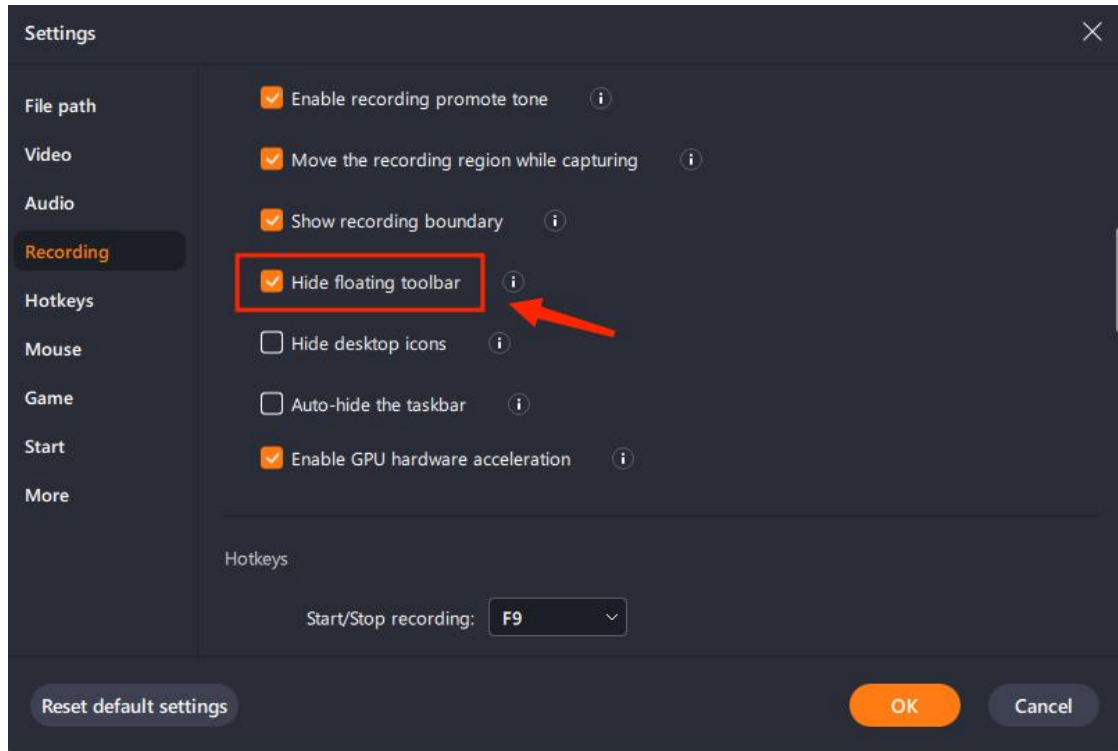 Settings
File path
Video
Audio
Recording
Hotkeys
Mouse
Game
Start
More
Enable recording promote tone
Move the recording region while capturing
Show recording boundary
Hide floating toolbar
Hide desktop icons
Auto-hide the taskbar
Enable GPU hardware acceleration
Hotkeys
Start/Stop recording: F9
Reset default settings
OK
Cancel